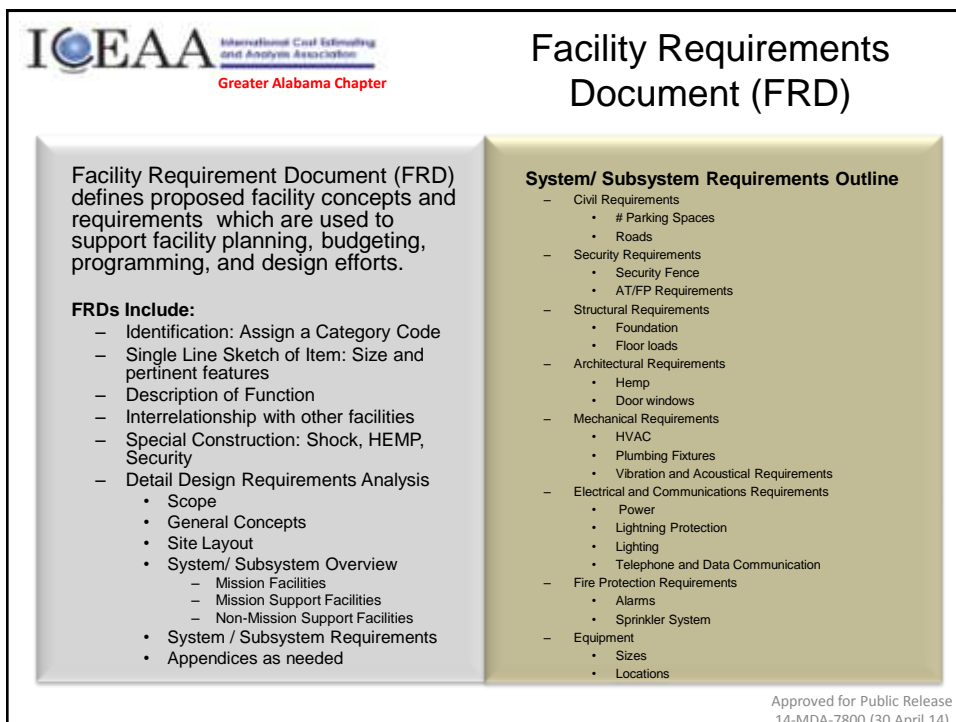 ICEAA International Cost Estimating
and Analysis Association
Greater Alabama Chapter
Facility Requirements
Document (FRD)
Facility Requirement Document (FRD)
defines proposed facility concepts and
requirements which are used to
support facility planning, budgeting,
programming, and design efforts.
FRDs Include:
– Identification: Assign a Category Code
– Single Line Sketch of Item: Size and
pertinent features
– Description of Function
– Interrelationship with other facilities
– Special Construction: Shock, HEMP,
Security
– Detail Design Requirements Analysis
• Scope
• General Concepts
• Site Layout
• System/ Subsystem Overview
– Mission Facilities
– Mission Support Facilities
– Non-Mission Support Facilities
• System / Subsystem Requirements
• Appendices as needed
System/ Subsystem Requirements Outline
– Civil Requirements
• # Parking Spaces
• Roads
– Security Requirements
• Security Fence
• AT/FP Requirements
– Structural Requirements
• Foundation
• Floor loads
– Architectural Requirements
• Hemp
• Door windows
– Mechanical Requirements
• HVAC
• Plumbing Fixtures
• Vibration and Acoustical Requirements
– Electrical and Communications Requirements
• Power
• Lightning Protection
• Lighting
• Telephone and Data Communication
– Fire Protection Requirements
• Alarms
• Sprinkler System
– Equipment
• Sizes
• Locations
Approved for Public Release
14-MDA-7800 (30 April 14)